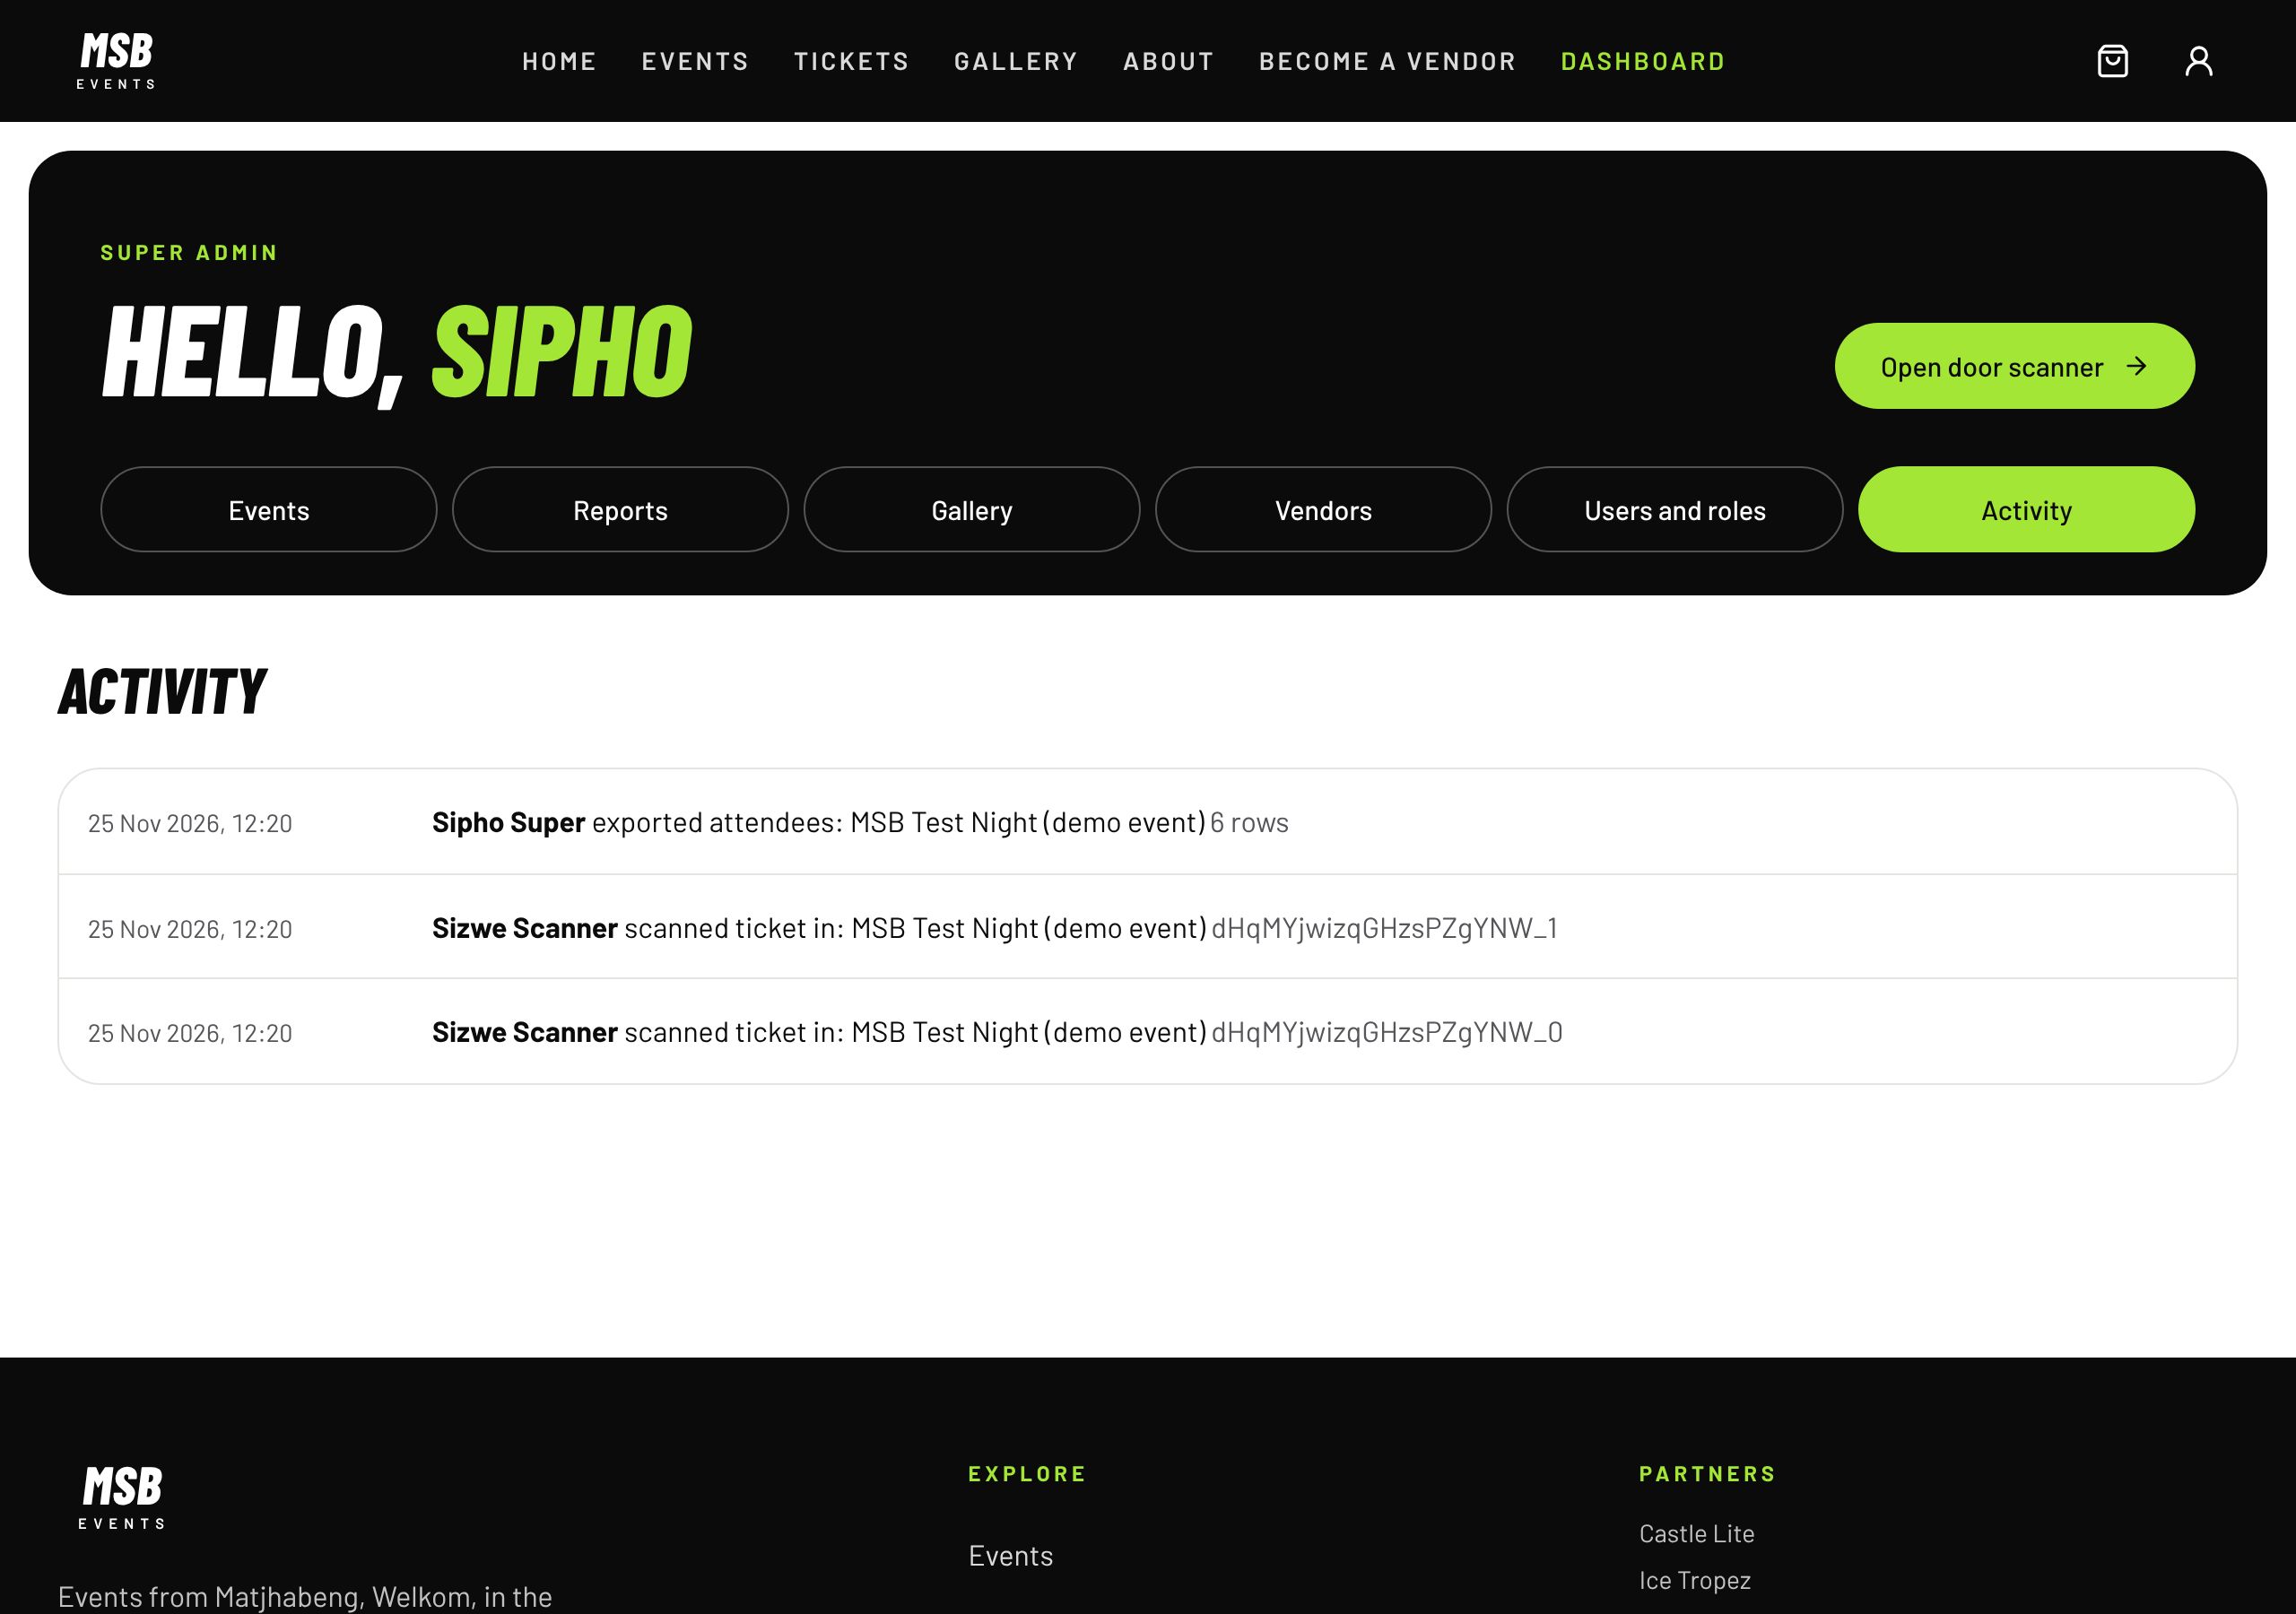 MSB
EVENTS
HOME EVENTS TICKETS GALLERY ABOUT BECOME A VENDOR DASHBOARD
SUPER ADMIN
HELLO, SIPHO
Open door scanner
Events Reports Gallery Vendors Users and roles Activity
ACTIVITY
25 Nov 2026, 12:20 Sipho Super exported attendees: MSB Test Night (demo event) 6 rows
25 Nov 2026, 12:20 Sizwe Scanner scanned ticket in: MSB Test Night (demo event) dHqMYjwizqGHzsPZgYNW_1
25 Nov 2026, 12:20 Sizwe Scanner scanned ticket in: MSB Test Night (demo event) dHqMYjwizqGHzsPZgYNW_0
MSB
EVENTS
Events from Matjhabeng, Welkom, in the
EXPLORE
Events
PARTNERS
Castle Lite
Ice Tropez